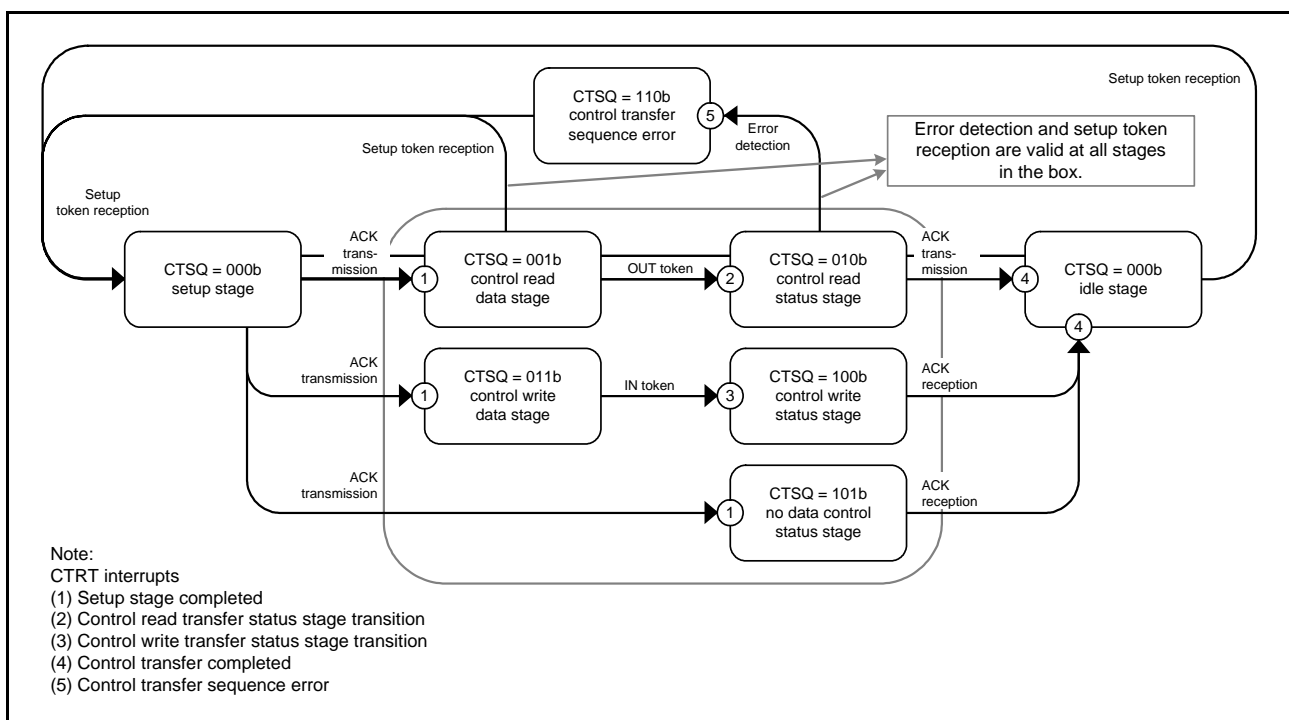 Setup token reception
CTSQ = 110b
control transfer
sequence error
5
Error
detection
Setup token reception
Error detection and setup token
reception are valid at all stages
in the box.
Setup
token reception
CTSQ = 000b
setup stage
ACK
trans-
mission
1
CTSQ = 001b
control read
data stage
OUT token
2
CTSQ = 010b
control read
status stage
ACK
trans-
mission
4
CTSQ = 000b
idle stage
4
ACK
transmission
1
CTSQ = 011b
control write
data stage
IN token
3
CTSQ = 100b
control write
status stage
ACK
reception
ACK
transmission
1
CTSQ = 101b
no data control
status stage
ACK
reception
Note:
CTRT interrupts
(1) Setup stage completed
(2) Control read transfer status stage transition
(3) Control write transfer status stage transition
(4) Control transfer completed
(5) Control transfer sequence error